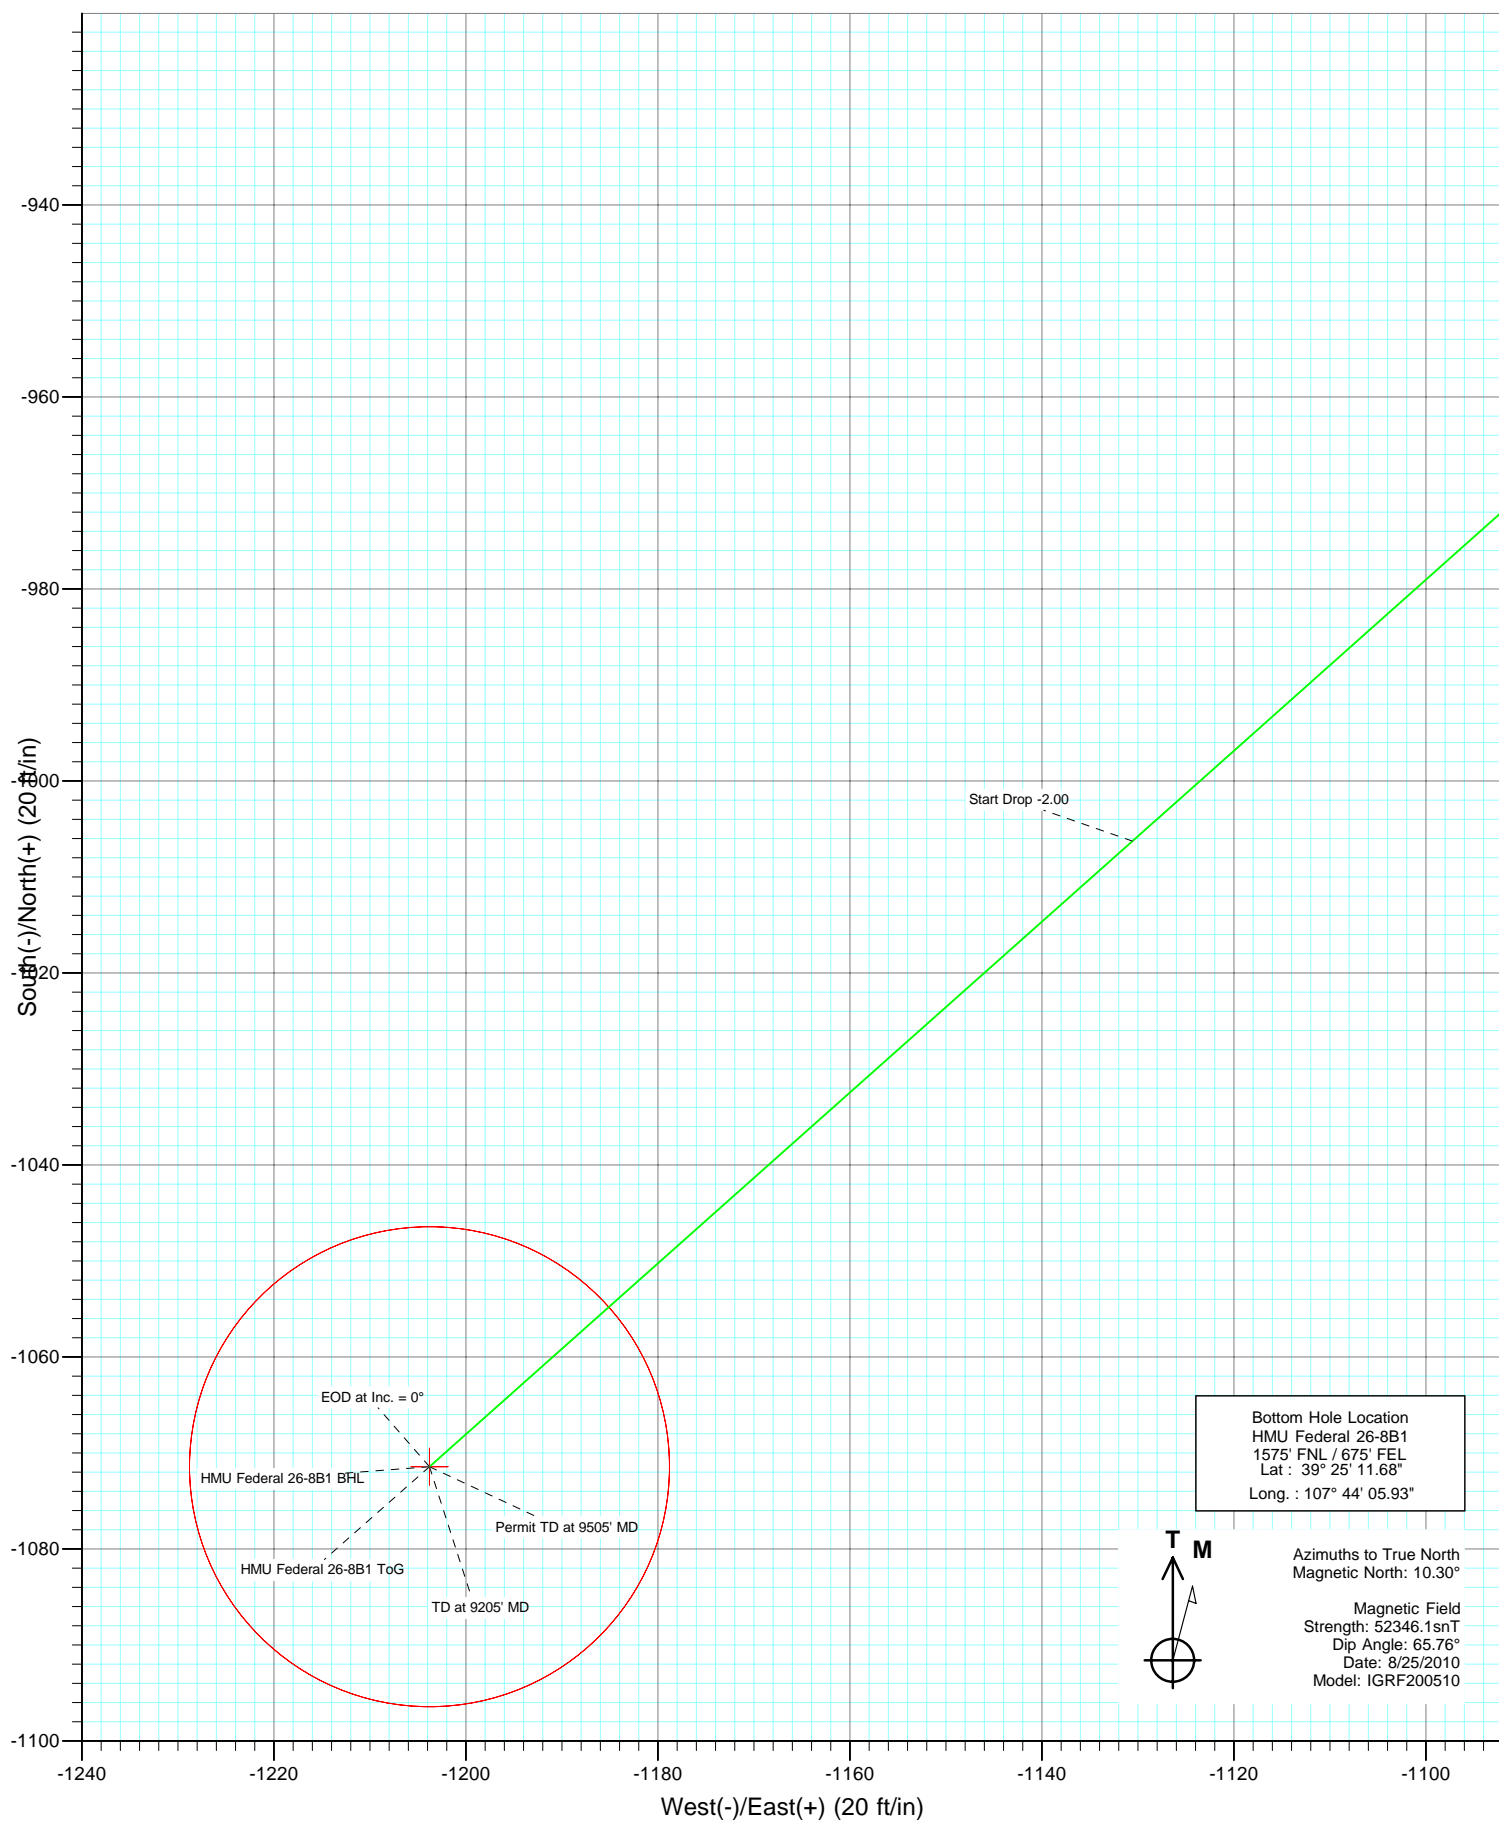 -940
-960
-980
-1000
-1020
-1040
-1060
-1080
-1100
South(-)/North(+) (20 ft/in)
Start Drop -2.00
EOD at Inc. = 0°
HMU Federal 26-8B1 BHL
Permit TD at 9505' MD
HMU Federal 26-8B1 ToG
TD at 9205' MD
Bottom Hole Location
HMU Federal 26-8B1
1575' FNL / 675' FEL
Lat : 39° 25' 11.68"
Long. : 107° 44' 05.93"
T M
Azimuths to True North
Magnetic North: 10.30°
Magnetic Field
Strength: 52346.1snT
Dip Angle: 65.76°
Date: 8/25/2010
Model: IGRF200510
-1240 -1220 -1200 -1180 -1160 -1140 -1120 -1100
West(-)/East(+) (20 ft/in)